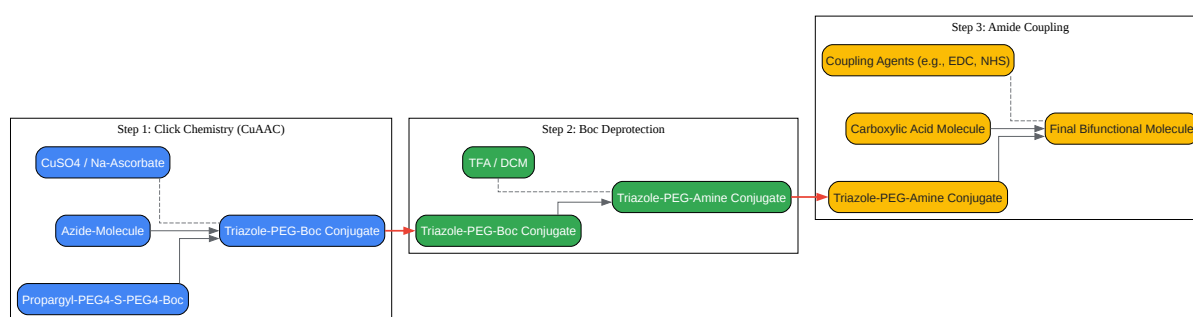 Step 1: Click Chemistry (CuAAC)
CuSO4 / Na-Ascorbate
Azide-Molecule
Triazole-PEG-Boc Conjugate
Propargyl-PEG4-S-PEG4-Boc
Step 2: Boc Deprotection
TFA / DCM
Triazole-PEG-Amine Conjugate
Triazole-PEG-Boc Conjugate
Step 3: Amide Coupling
Coupling Agents (e.g., EDC, NHS)
Carboxylic Acid Molecule
Final Bifunctional Molecule
Triazole-PEG-Amine Conjugate